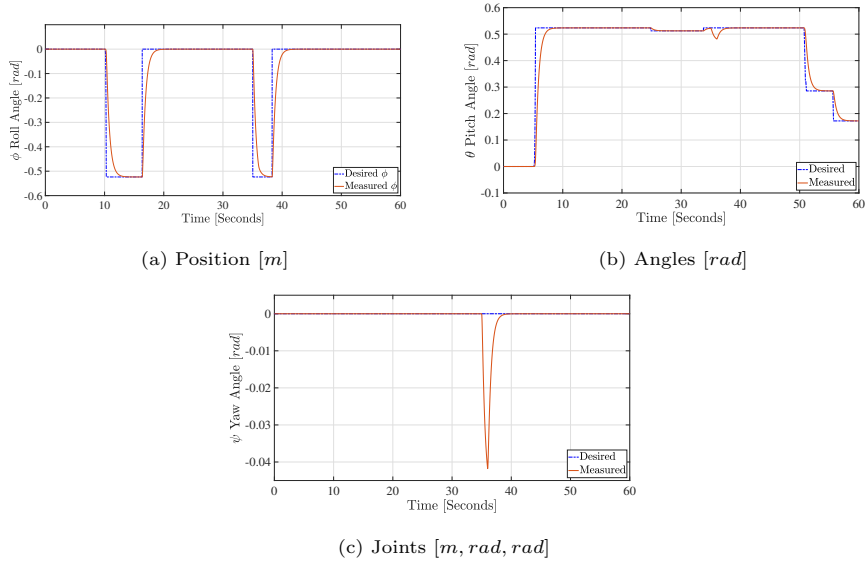 0
-0.1
-0.2
-0.3
-0.4
-0.5
-0.6
ϕ Roll Angle [rad]
Desired ϕ
Measured ϕ
0 10 20 30 40 50 60
Time [Seconds]
(a) Position [m]
0.6
0.5
0.4
0.3
0.2
0.1
0
-0.1
θ Pitch Angle [rad]
Desired
Measured
0 10 20 30 40 50 60
Time [Seconds]
(b) Angles [rad]
0
-0.01
-0.02
-0.03
-0.04
ψ Yaw Angle [rad]
Desired
Measured
0 10 20 30 40 50 60
Time [Seconds]
(c) Joints [m, rad, rad]